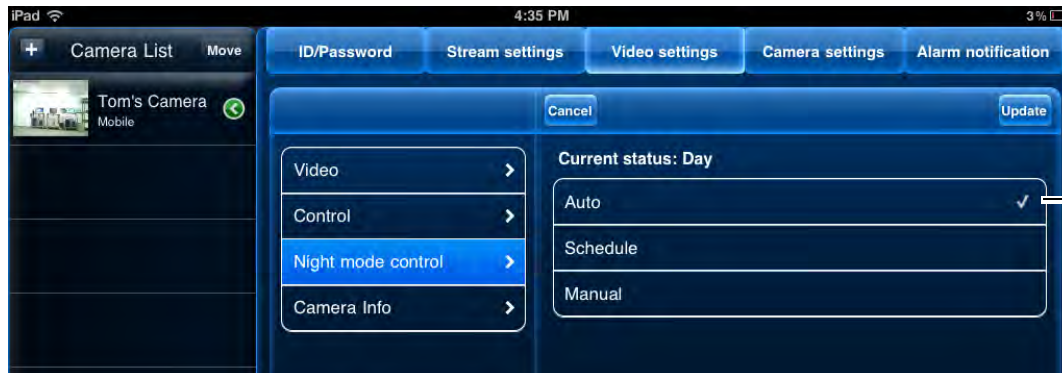 iPad 4:35 PM 3%
+ Camera List Move
ID/Password Stream settings Video settings Camera settings Alarm notification
Tom's Camera
Mobile
Cancel Update
Video
Control
Night mode control
Camera Info
Current status: Day
Auto
Schedule
Manual